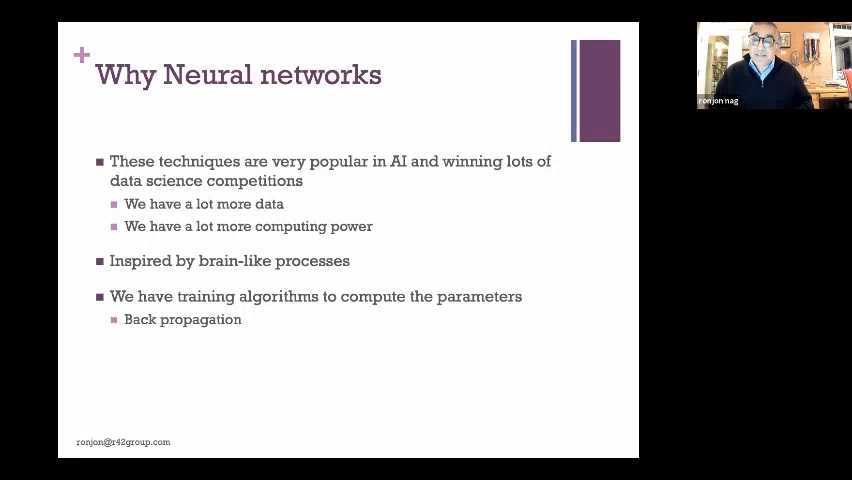 Why Neural networks
These techniques are very popular in AI and winning lots of
data science competitions
We have a lot more data
We have a lot more computing power
Inspired by brain-like processes
We have training algorithms to compute the parameters
Back propagation
ronjon@r42group.com
ronjon nag